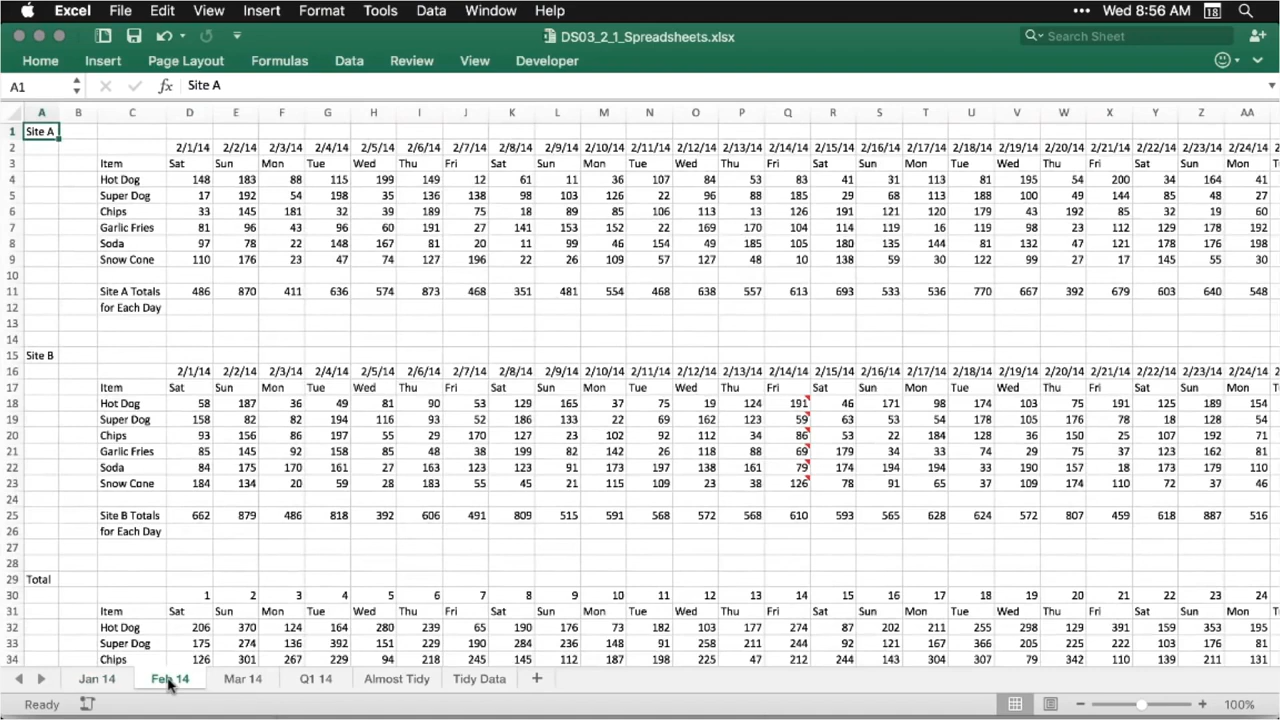 Excel File Edit View Insert Format Tools Data Window Help ••• Wed 8:56 AM 18
DS03_2_1_Spreadsheets.xlsx Search Sheet
Home Insert Page Layout Formulas Data Review View Developer
A1 fx Site A
A B C D E F G H I J K L M N O P Q R S T U V W X Y Z AA
1 Site A
2 2/1/14 2/2/14 2/3/14 2/4/14 2/5/14 2/6/14 2/7/14 2/8/14 2/9/14 2/10/14 2/11/14 2/12/14 2/13/14 2/14/14 2/15/14 2/16/14 2/17/14 2/18/14 2/19/14 2/20/14 2/21/14 2/22/14 2/23/14 2/24/14
3 Item Sat Sun Mon Tue Wed Thu Fri Sat Sun Mon Tue Wed Thu Fri Sat Sun Mon Tue Wed Thu Fri Sat Sun Mon
4 Hot Dog 148 183 88 115 199 149 12 61 11 36 107 84 53 83 41 31 113 81 195 54 200 34 164 41
5 Super Dog 17 192 54 198 35 136 138 98 103 126 22 96 88 185 29 68 113 188 100 49 144 85 48 27
6 Chips 33 145 181 32 39 189 75 18 89 85 106 113 13 126 191 121 120 179 43 192 85 32 19 60
7 Garlic Fries 81 96 43 96 60 191 27 141 153 152 22 169 170 104 114 119 16 119 98 23 112 129 178 192
8 Soda 97 78 22 148 167 81 20 11 99 46 154 49 185 105 180 135 144 81 132 47 121 178 176 198
9 Snow Cone 110 176 23 47 74 127 196 22 26 109 57 127 48 10 138 59 30 122 99 27 17 145 55 30
10
11 Site A Totals 486 870 411 636 574 873 468 351 481 554 468 638 557 613 693 533 536 770 667 392 679 603 640 548
12 for Each Day
13
14
15 Site B
16 2/1/14 2/2/14 2/3/14 2/4/14 2/5/14 2/6/14 2/7/14 2/8/14 2/9/14 2/10/14 2/11/14 2/12/14 2/13/14 2/14/14 2/15/14 2/16/14 2/17/14 2/18/14 2/19/14 2/20/14 2/21/14 2/22/14 2/23/14 2/24/14
17 Item Sat Sun Mon Tue Wed Thu Fri Sat Sun Mon Tue Wed Thu Fri Sat Sun Mon Tue Wed Thu Fri Sat Sun Mon
18 Hot Dog 58 187 36 49 81 90 53 129 165 37 75 19 124 191 46 171 98 174 103 75 191 125 189 154
19 Super Dog 158 82 82 194 116 93 52 186 133 22 69 162 123 59 63 53 54 178 105 176 78 18 128 54
20 Chips 93 156 86 197 55 29 170 127 23 102 92 112 34 86 53 22 184 128 36 150 25 107 192 71
21 Garlic Fries 85 145 92 158 85 48 38 199 82 142 26 118 88 69 179 34 33 74 29 75 37 123 162 81
22 Soda 84 175 170 161 27 163 123 123 91 173 197 138 161 79 174 194 194 33 190 157 18 173 179 110
23 Snow Cone 184 134 20 59 28 183 55 45 21 115 109 23 38 126 78 91 65 37 109 174 110 72 37 46
24
25 Site B Totals 662 879 486 818 392 606 491 809 515 591 568 572 568 610 593 565 628 624 572 807 459 618 887 516
26 for Each Day
27
28
29 Total
30 1 2 3 4 5 6 7 8 9 10 11 12 13 14 15 16 17 18 19 20 21 22 23 24
31 Item Sat Sun Mon Tue Wed Thu Fri Sat Sun Mon Tue Wed Thu Fri Sat Sun Mon Tue Wed Thu Fri Sat Sun Mon
32 Hot Dog 206 370 124 164 280 239 65 190 176 73 182 103 177 274 87 202 211 255 298 129 391 159 353 195
33 Super Dog 175 274 136 392 151 229 190 284 236 148 91 258 211 244 92 121 167 366 205 225 222 103 176 81
34 Chips 126 301 267 229 94 218 245 145 112 187 198 225 47 212 244 143 304 307 79 342 110 139 211 131
Jan 14 Feb 14 Mar 14 Q1 14 Almost Tidy Tidy Data +
Ready 100%